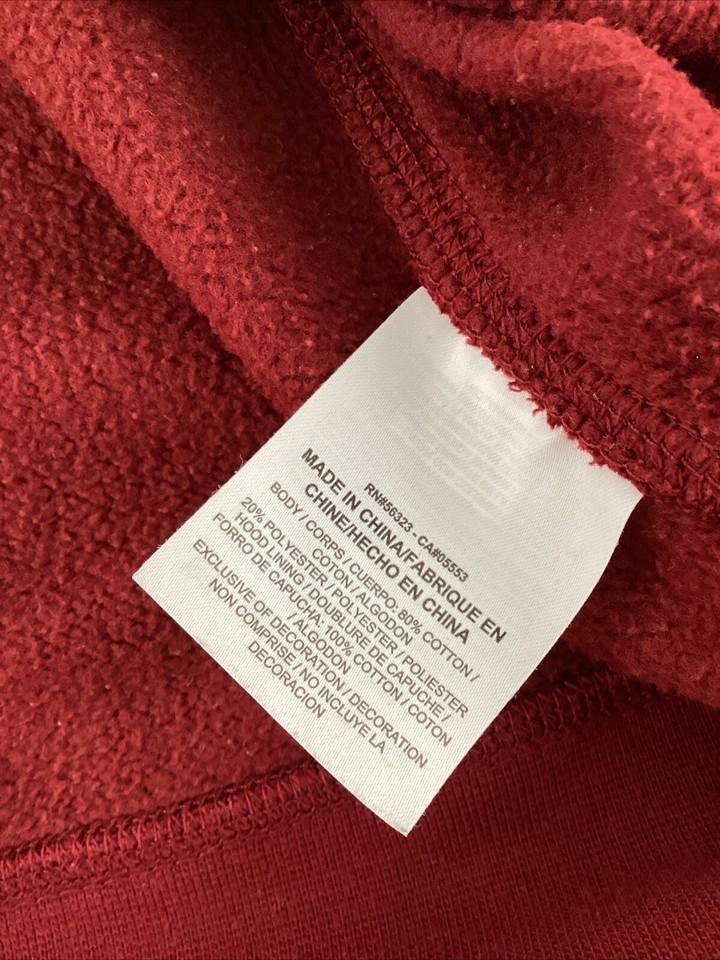 RN#56323 - CA#05553
MADE IN CHINA/FABRIQUE EN
CHINE/HECHO EN CHINA
BODY / CORPS / CUERPO: 80% COTTON /
COTON / ALGODON
20% POLYESTER / POLYESTER / POLIESTER
HOOD LINING / DOUBLURE DE CAPUCHE /
FORRO DE CAPUCHA: 100% COTTON / COTON
/ ALGODON
EXCLUSIVE OF DECORATION / DECORATION
NON COMPRISE / NO INCLUYE LA
DECORACION